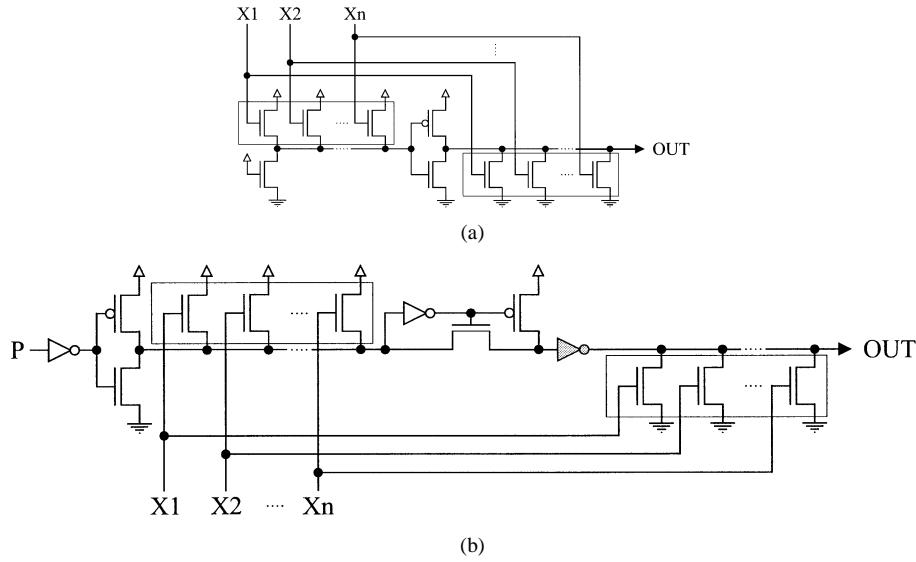 X1 X2 Xn
OUT
(a)
P
OUT
X1 X2 .... Xn
(b)